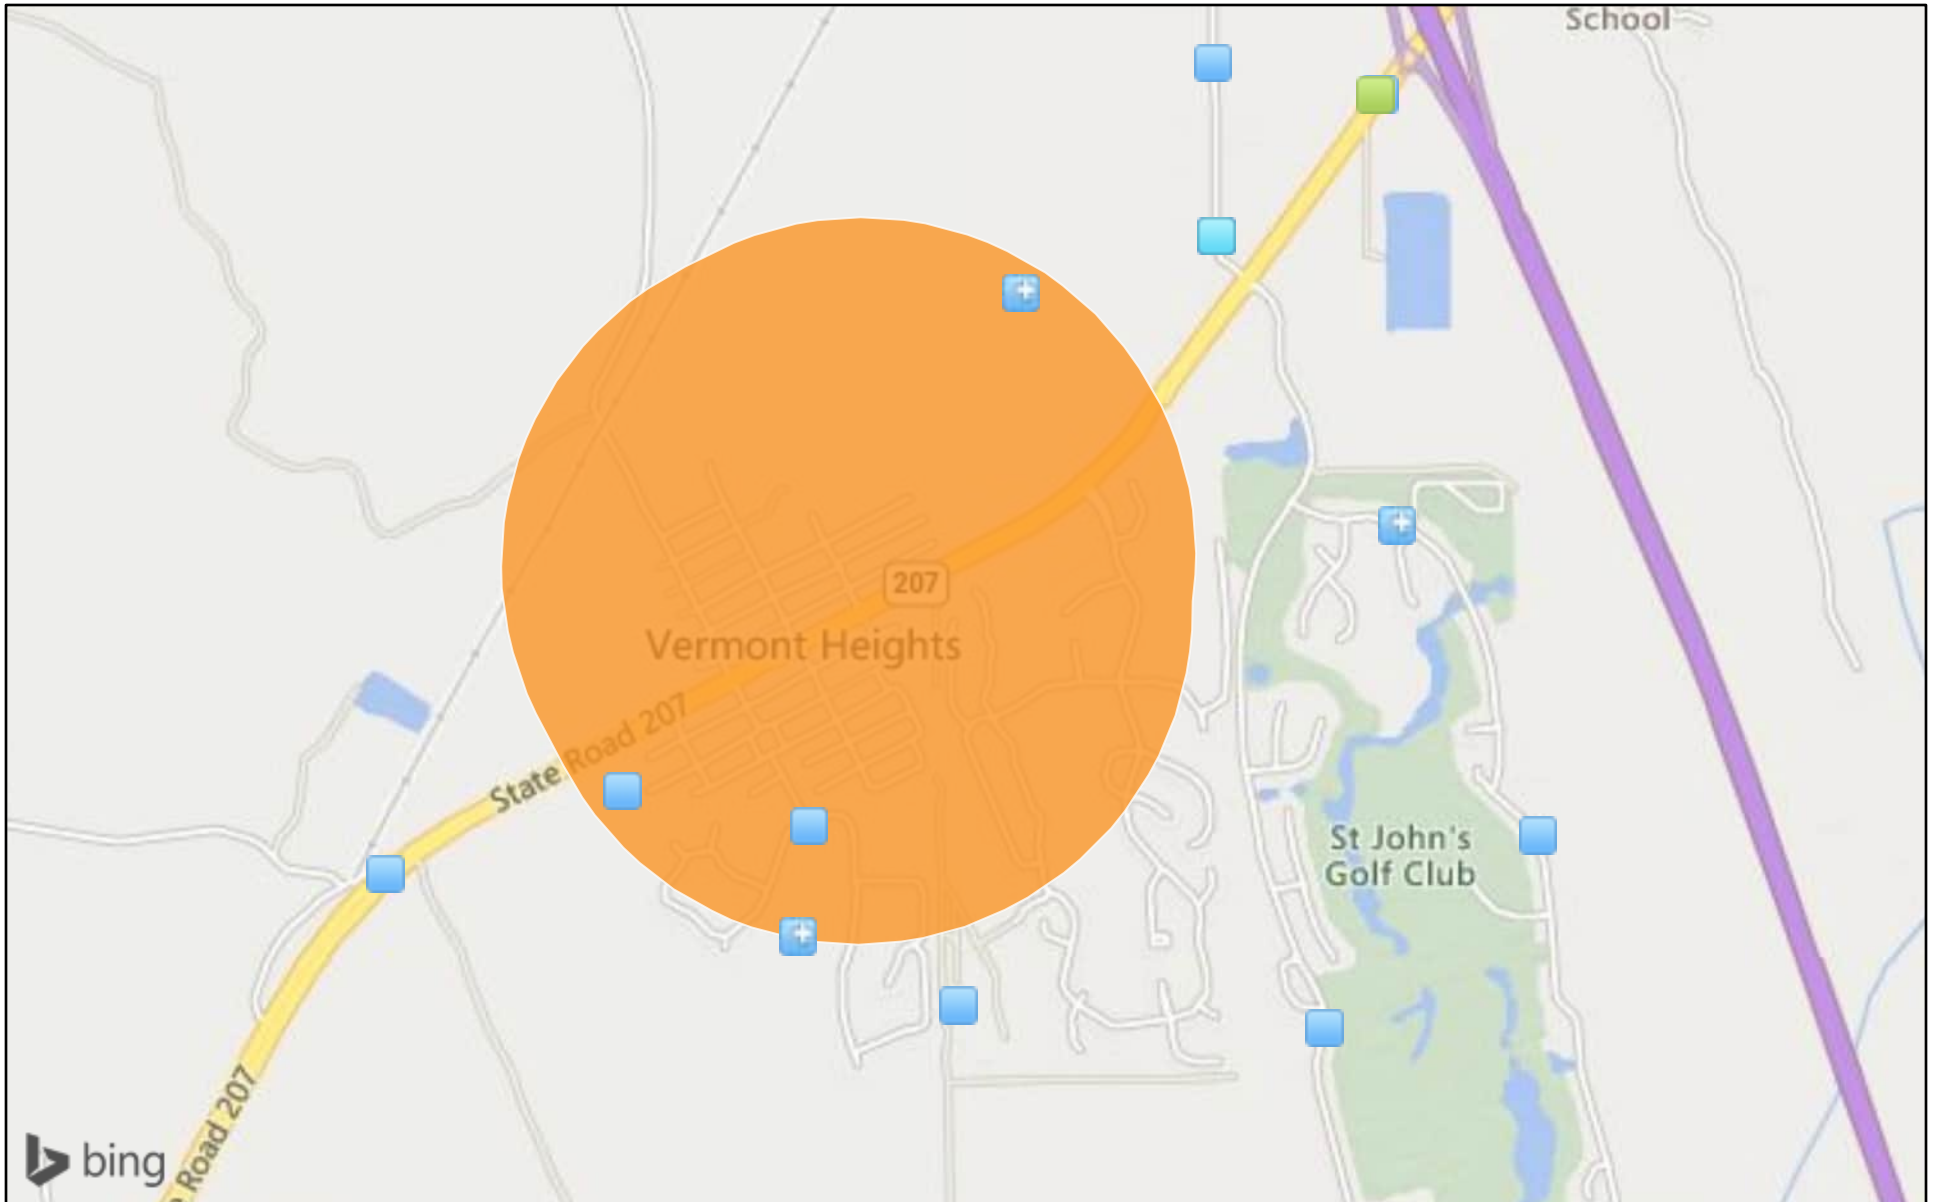 School
207
Vermont Heights
State Road 207
St John's
Golf Club
Road 207
bing